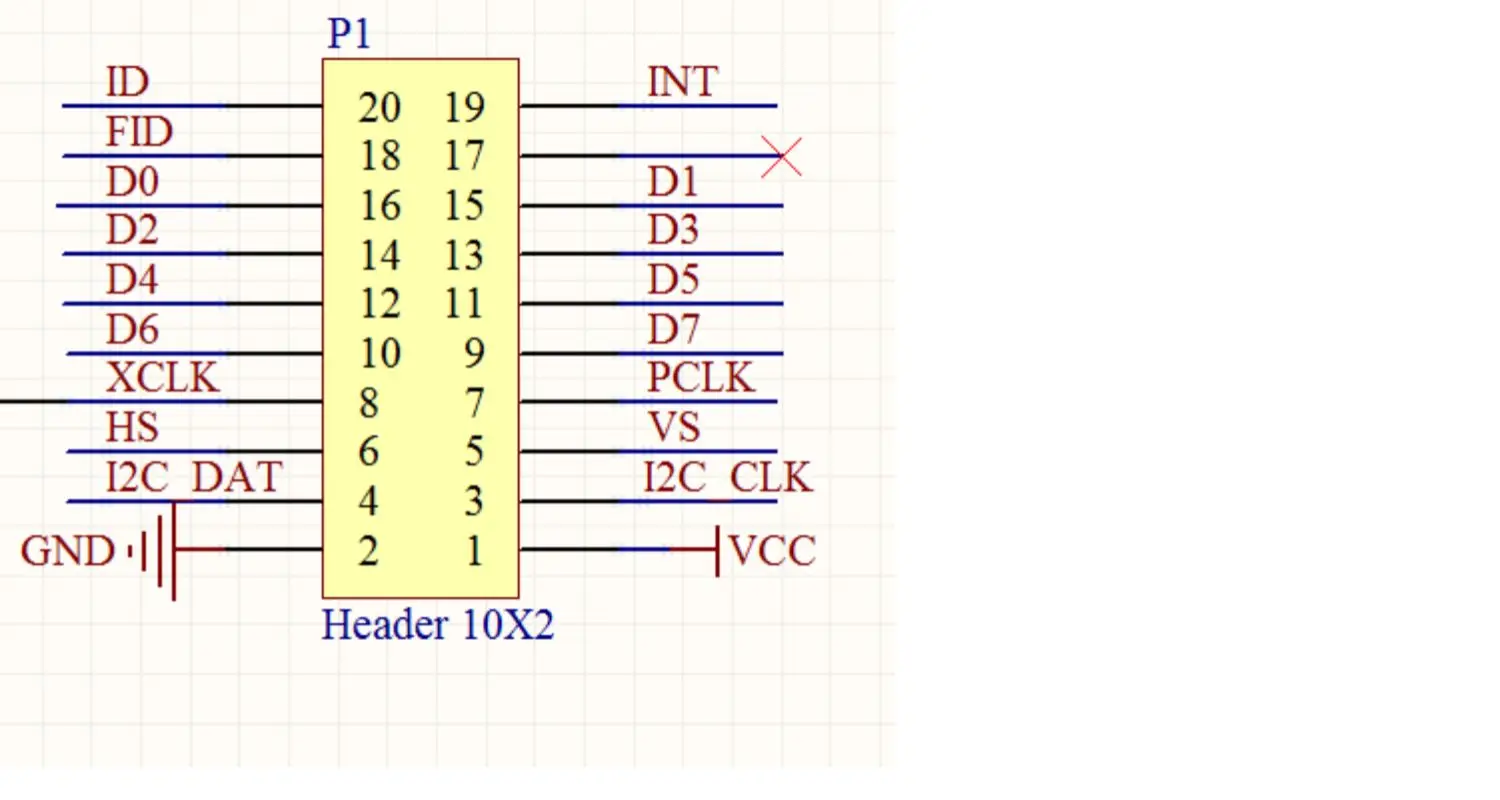 P1
ID 20 19 INT
FID 18 17
D0 16 15 D1
D2 14 13 D3
D4 12 11 D5
D6 10 9 D7
XCLK 8 7 PCLK
HS 6 5 VS
I2C_DAT 4 3 I2C_CLK
GND 2 1 VCC
Header 10X2